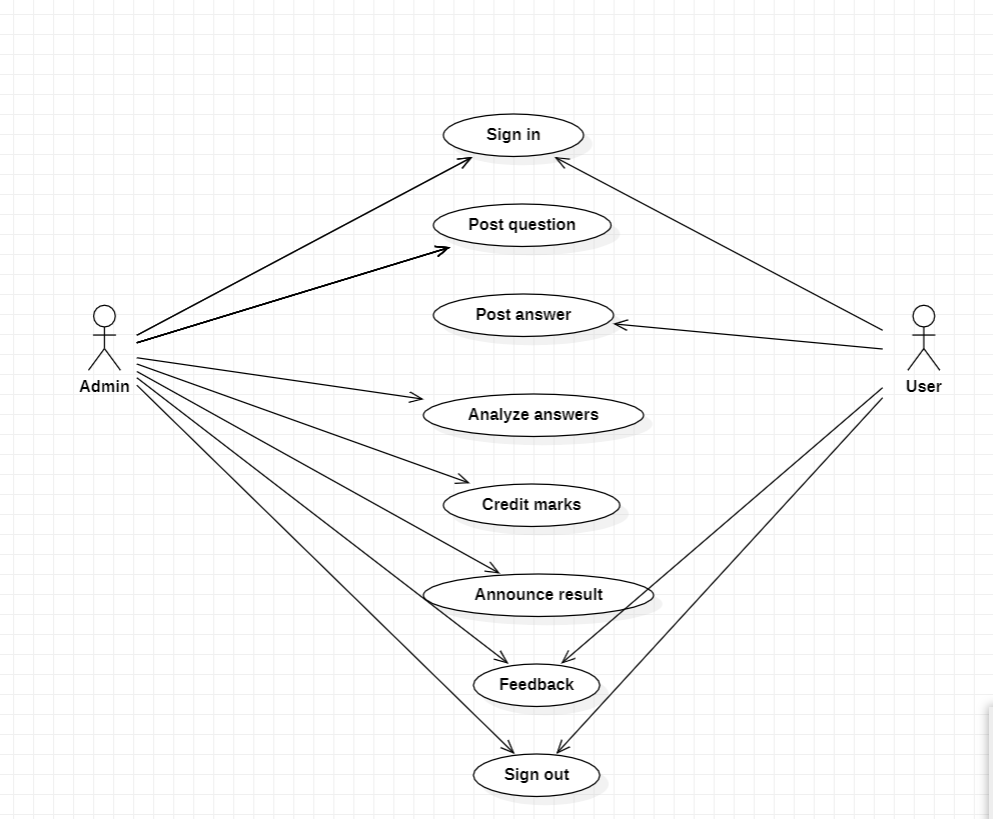 Sign in
Post question
Post answer
Admin
User
Analyze answers
Credit marks
Announce result
Feedback
Sign out